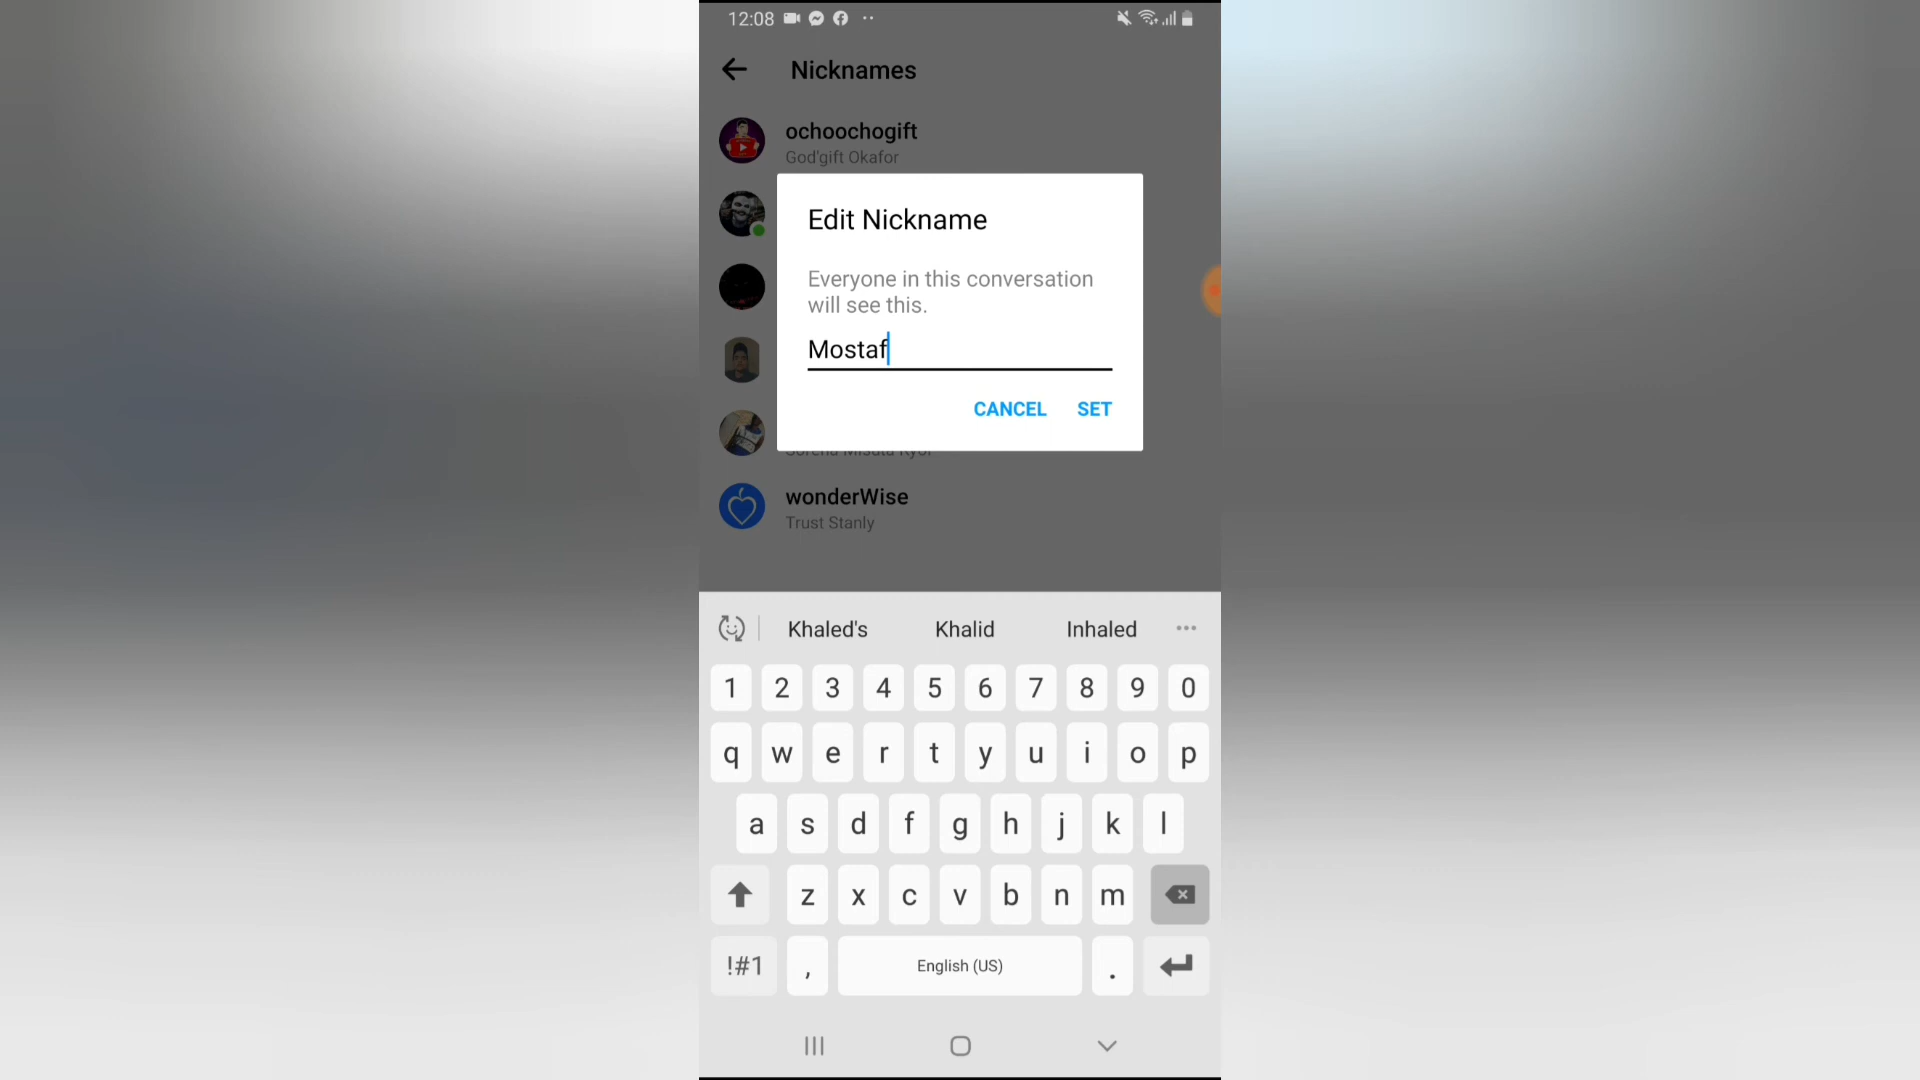 12:08
Nicknames
ochoochogift
God'gift Okafor
Edit Nickname
Everyone in this conversation
will see this.
Mostaf
CANCEL SET
wonderWise
Trust Stanly
Khaled's Khalid Inhaled
1 2 3 4 5 6 7 8 9 0
q w e r t y u i o p
a s d f g h j k l
z x c v b n m
!#1 , English (US) .